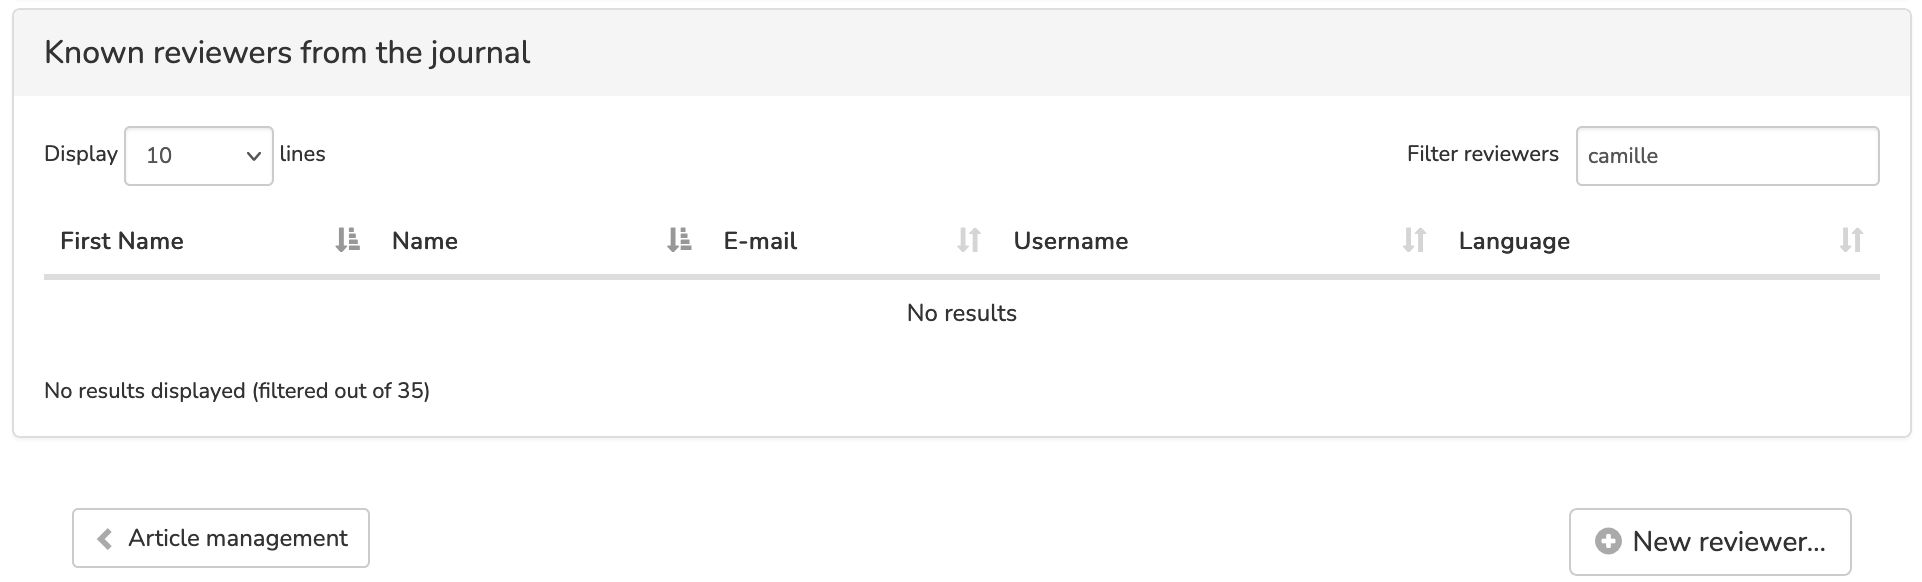 Known reviewers from the journal
Display 10 lines Filter reviewers camille
First Name Name E-mail Username Language
No results
No results displayed (filtered out of 35)
Article management New reviewer...